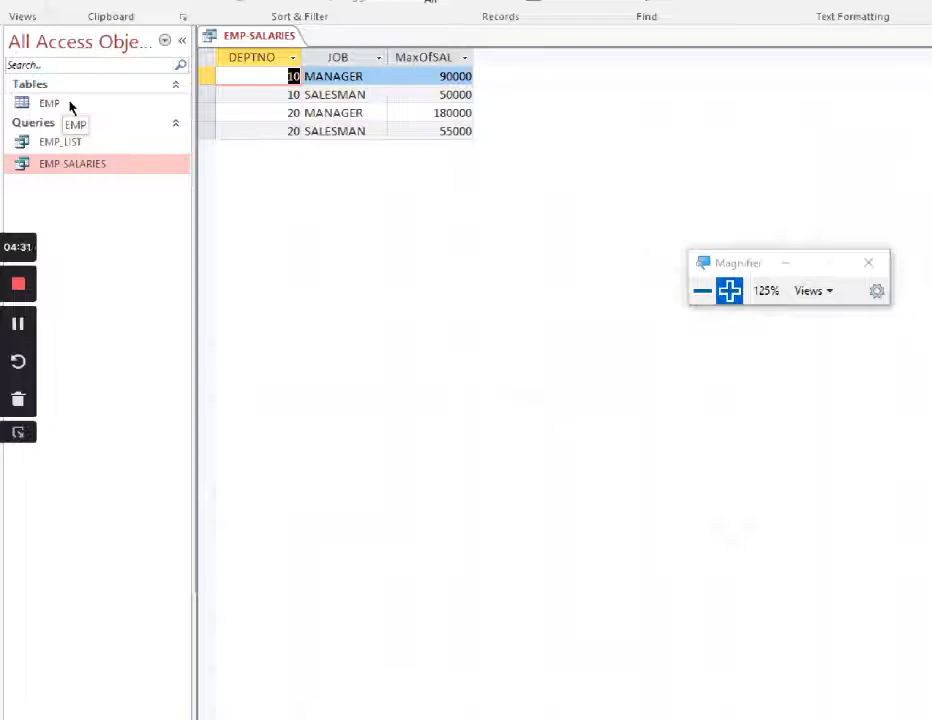 Views Clipboard Sort & Filter Records Find Text Formatting
All Access Obje... «
Search..
Tables
EMP
EMP
Queries
EMP_LIST
EMP-SALARIES
EMP-SALARIES
DEPTNO JOB MaxOfSAL
10 MANAGER 90000
10 SALESMAN 50000
20 MANAGER 180000
20 SALESMAN 55000
04:31
Magnifier
125% Views